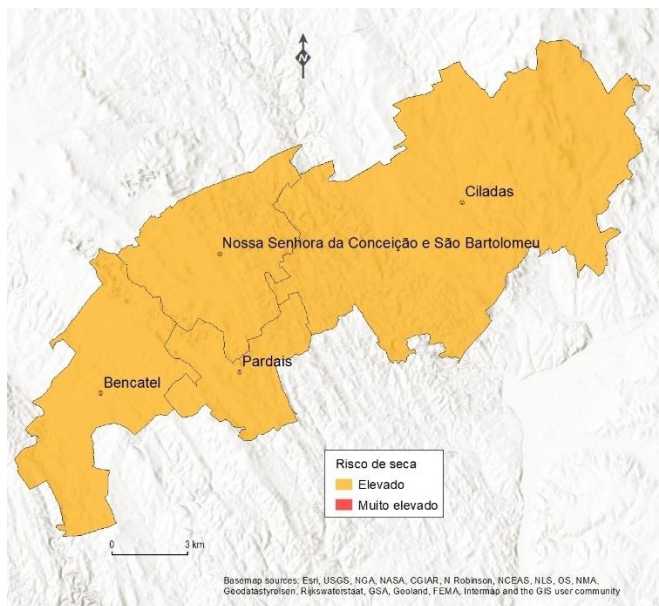 N
Ciladas
Nossa Senhora da Conceição e São Bartolomeu
Pardais
Bencatel
Risco de seca
Elevado
Muito elevado
0 3 km
Basemap sources: Esri, USGS, NGA, NASA, CGIAR, N Robinson, NCEAS, NLS, OS, NMA,
Geodatastyrelsen, Rijkswaterstaat, GSA, Geoland, FEMA, Intermap and the GIS user community